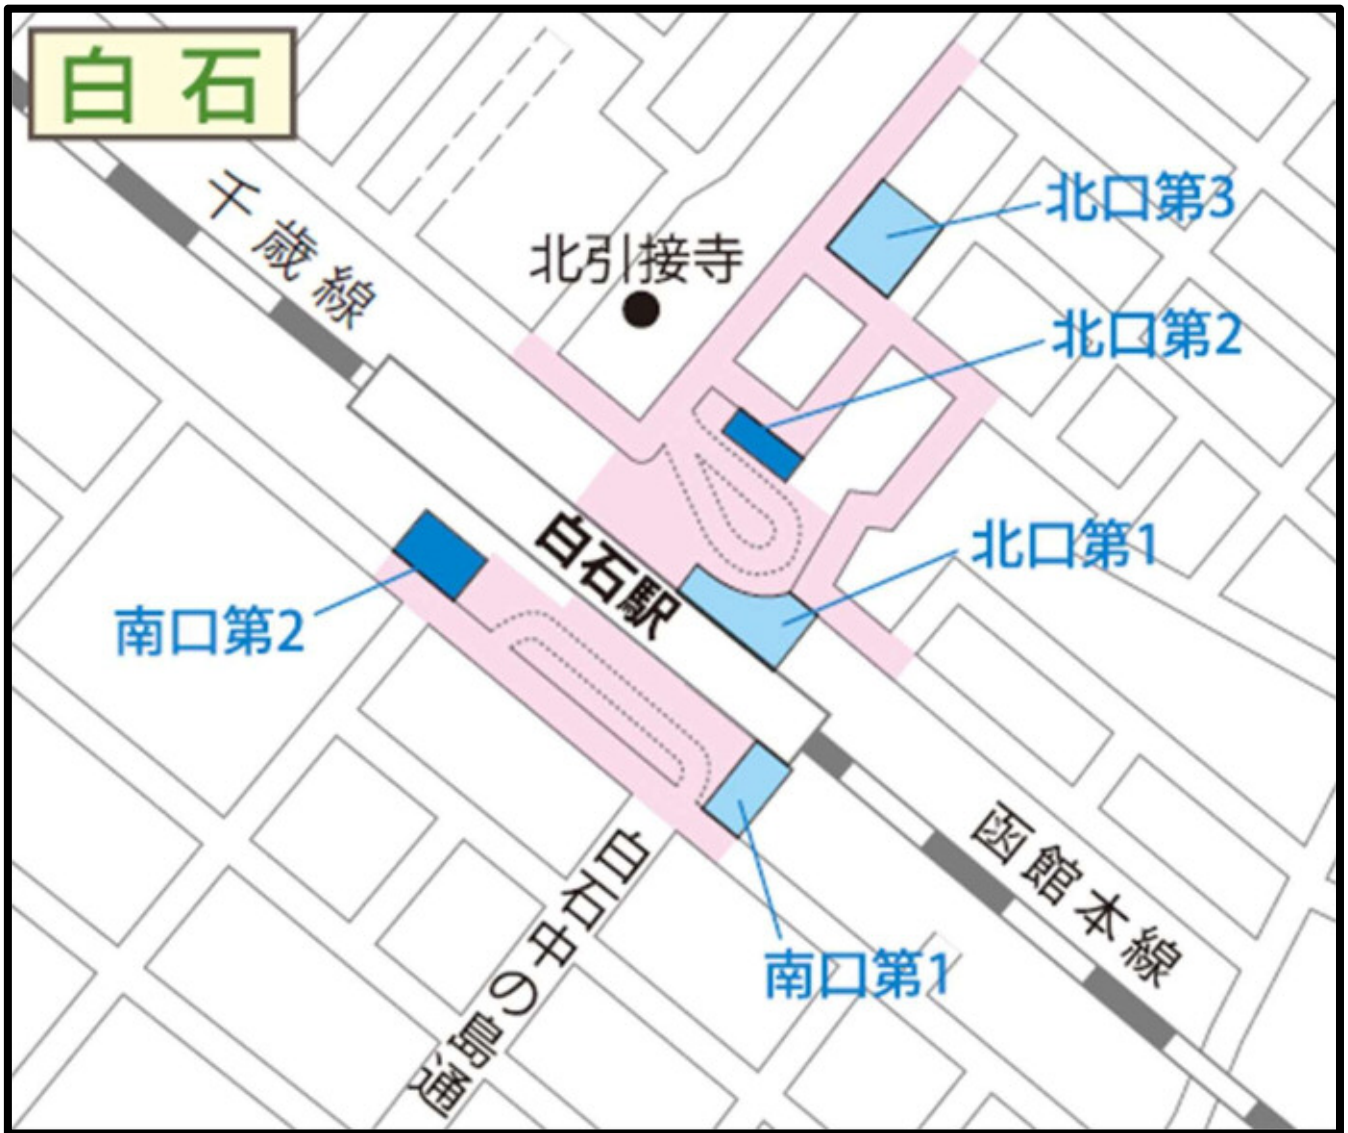 白石
千歳線
北引接寺
北口第3
北口第2
北口第1
白石駅
南口第2
南口第1
函館本線
白石中の島通